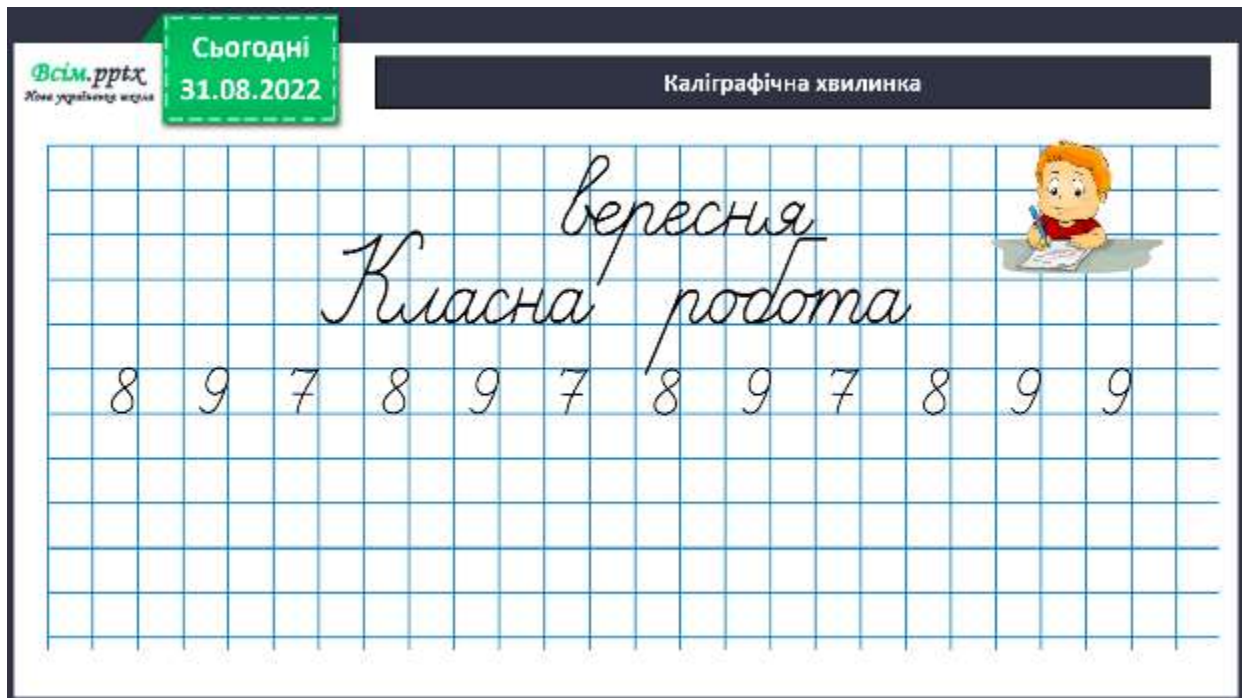 Сьогодні
31.08.2022
Всім.pptx
Нова українська школа
Каліграфічна хвилинка
вересня
Класна робота
8 9 7 8 9 7 8 9 7 8 9 9